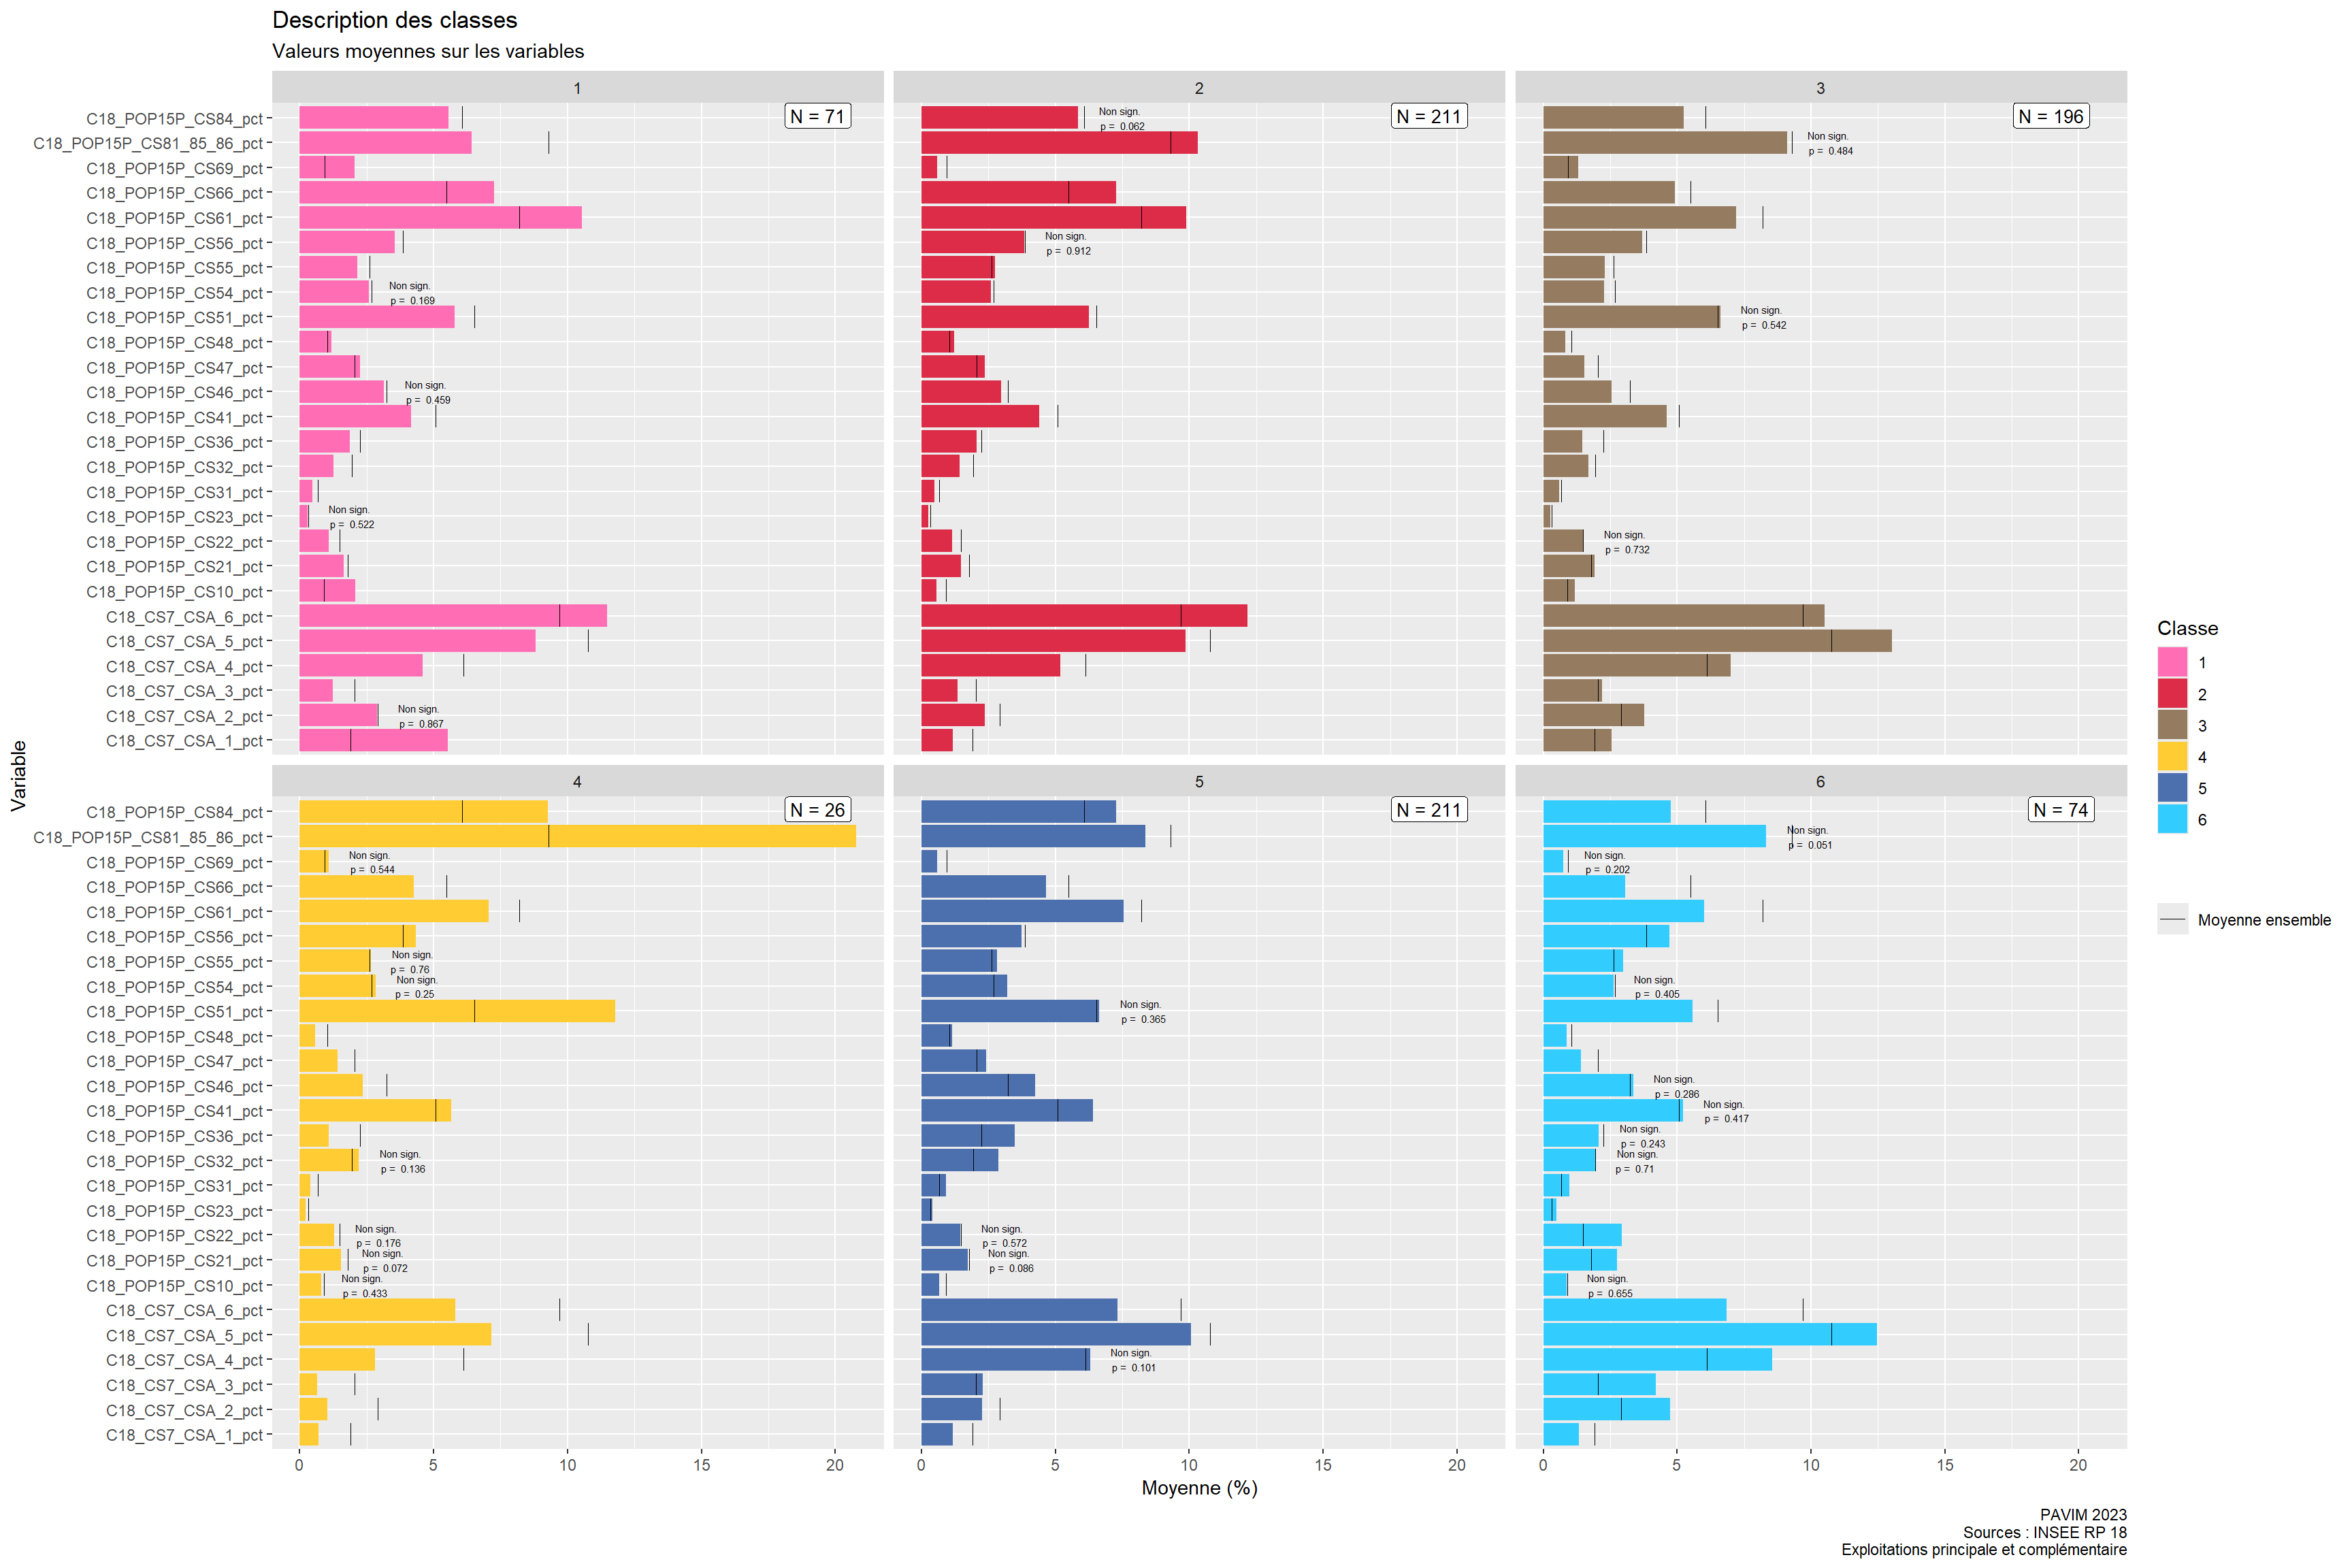 Description des classes
Valeurs moyennes sur les variables
1
2
3
N = 71
N = 211
N = 196
C18_POP15P_CS84_pct
C18_POP15P_CS81_85_86_pct
C18_POP15P_CS69_pct
C18_POP15P_CS66_pct
C18_POP15P_CS61_pct
C18_POP15P_CS56_pct
C18_POP15P_CS55_pct
C18_POP15P_CS54_pct
C18_POP15P_CS51_pct
C18_POP15P_CS48_pct
C18_POP15P_CS47_pct
C18_POP15P_CS46_pct
C18_POP15P_CS41_pct
C18_POP15P_CS36_pct
C18_POP15P_CS32_pct
C18_POP15P_CS31_pct
C18_POP15P_CS23_pct
C18_POP15P_CS22_pct
C18_POP15P_CS21_pct
C18_POP15P_CS10_pct
C18_CS7_CSA_6_pct
C18_CS7_CSA_5_pct
C18_CS7_CSA_4_pct
C18_CS7_CSA_3_pct
C18_CS7_CSA_2_pct
C18_CS7_CSA_1_pct
Non sign.
p = 0.169
Non sign.
p = 0.459
Non sign.
p = 0.522
Non sign.
p = 0.867
Non sign.
p = 0.062
Non sign.
p = 0.912
Non sign.
p = 0.484
Non sign.
p = 0.542
Non sign.
p = 0.732
Variable
4
5
6
N = 26
N = 211
N = 74
C18_POP15P_CS84_pct
C18_POP15P_CS81_85_86_pct
C18_POP15P_CS69_pct
C18_POP15P_CS66_pct
C18_POP15P_CS61_pct
C18_POP15P_CS56_pct
C18_POP15P_CS55_pct
C18_POP15P_CS54_pct
C18_POP15P_CS51_pct
C18_POP15P_CS48_pct
C18_POP15P_CS47_pct
C18_POP15P_CS46_pct
C18_POP15P_CS41_pct
C18_POP15P_CS36_pct
C18_POP15P_CS32_pct
C18_POP15P_CS31_pct
C18_POP15P_CS23_pct
C18_POP15P_CS22_pct
C18_POP15P_CS21_pct
C18_POP15P_CS10_pct
C18_CS7_CSA_6_pct
C18_CS7_CSA_5_pct
C18_CS7_CSA_4_pct
C18_CS7_CSA_3_pct
C18_CS7_CSA_2_pct
C18_CS7_CSA_1_pct
Non sign.
p = 0.544
Non sign.
p = 0.76
Non sign.
p = 0.25
Non sign.
p = 0.136
Non sign.
p = 0.176
Non sign.
p = 0.072
Non sign.
p = 0.433
Non sign.
p = 0.365
Non sign.
p = 0.572
Non sign.
p = 0.086
Non sign.
p = 0.101
Non sign.
p = 0.051
Non sign.
p = 0.202
Non sign.
p = 0.405
Non sign.
p = 0.286
Non sign.
p = 0.417
Non sign.
p = 0.243
Non sign.
p = 0.71
Non sign.
p = 0.655
0 5 10 15 20
0 5 10 15 20
0 5 10 15 20
Moyenne (%)
Classe
1
2
3
4
5
6
Moyenne ensemble
PAVIM 2023
Sources : INSEE RP 18
Exploitations principale et complémentaire